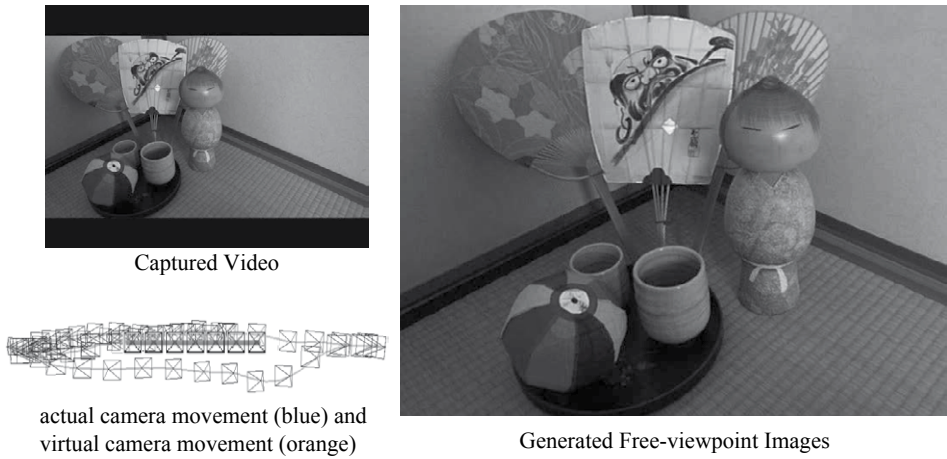 Captured Video
actual camera movement (blue) and
virtual camera movement (orange)
Generated Free-viewpoint Images